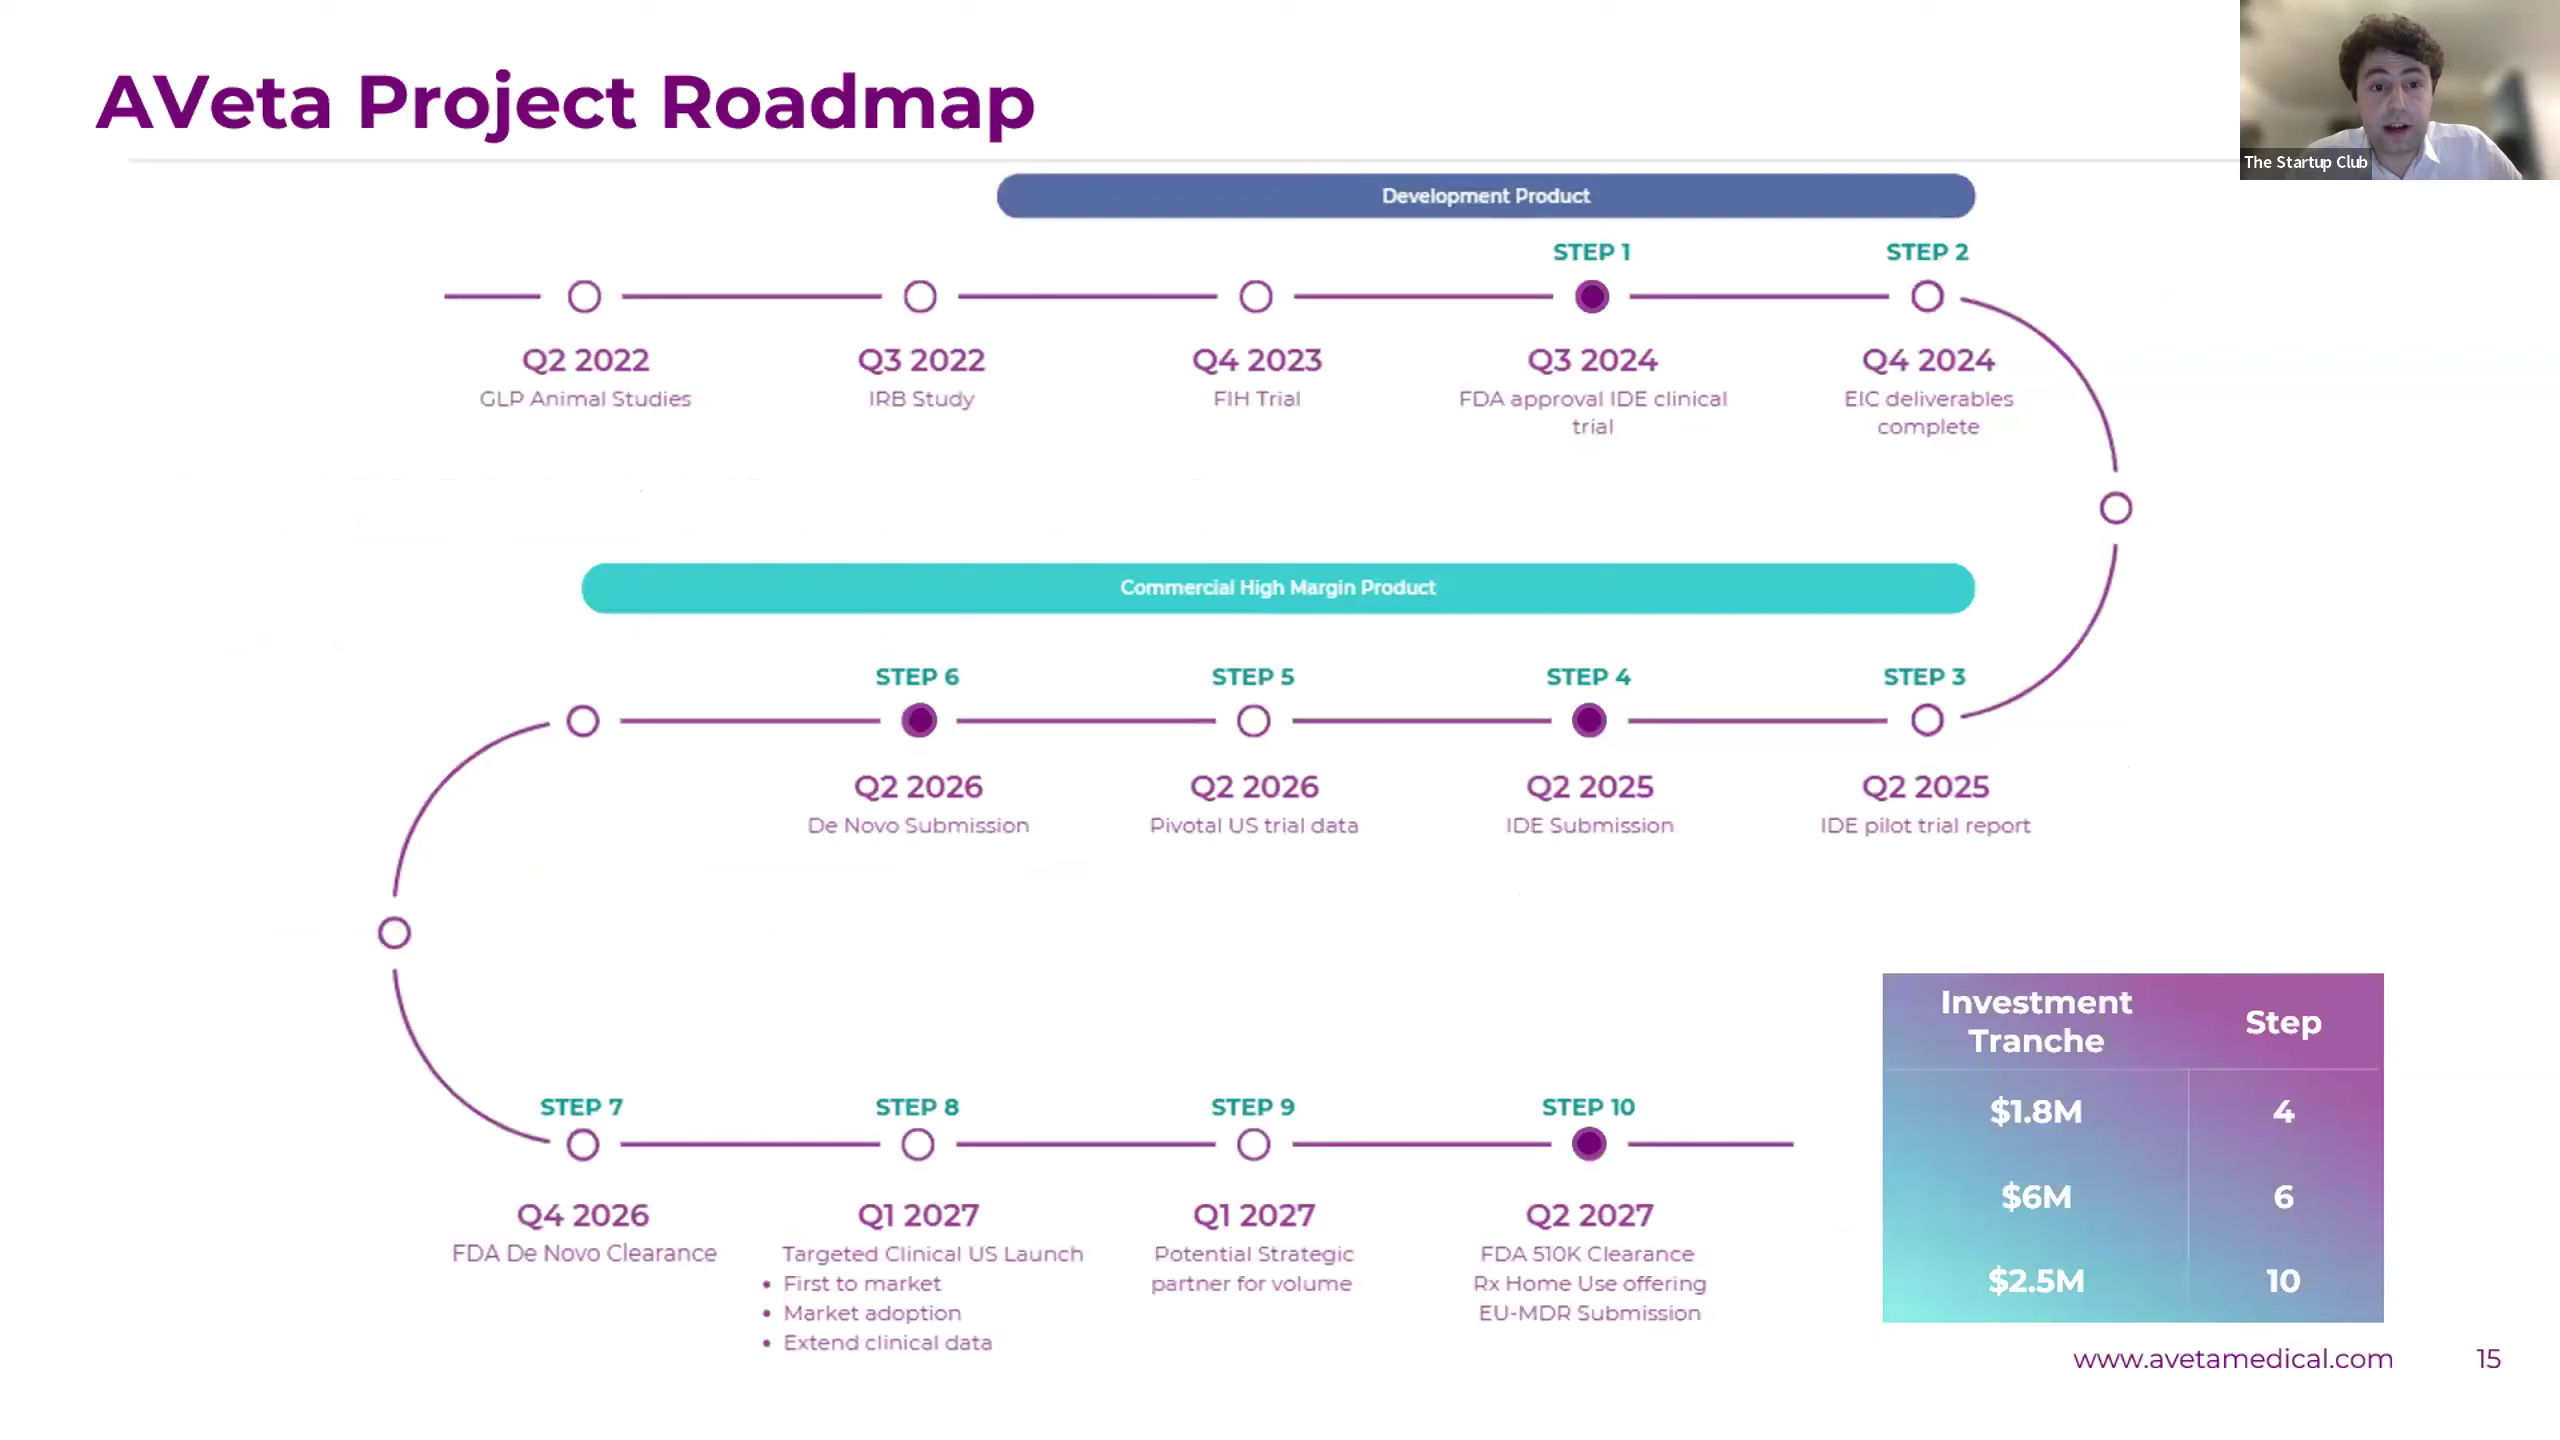 AVeta Project Roadmap
The Startup Club
Development Product
STEP 1
STEP 2
Q2 2022
Q3 2022
Q4 2023
Q3 2024
Q4 2024
GLP Animal Studies
IRB Study
FIH Trial
FDA approval IDE clinical
trial
EIC deliverables
complete
Commercial High Margin Product
STEP 6
STEP 5
STEP 4
STEP 3
Q2 2026
Q2 2026
Q2 2025
Q2 2025
De Novo Submission
Pivotal US trial data
IDE Submission
IDE pilot trial report
STEP 7
STEP 8
STEP 9
STEP 10
Q4 2026
Q1 2027
Q1 2027
Q2 2027
FDA De Novo Clearance
Targeted Clinical US Launch
• First to market
• Market adoption
• Extend clinical data
Potential Strategic
partner for volume
FDA 510K Clearance
Rx Home Use offering
EU-MDR Submission
Investment
Tranche
Step
$1.8M
4
$6M
6
$2.5M
10
www.avetamedical.com
15